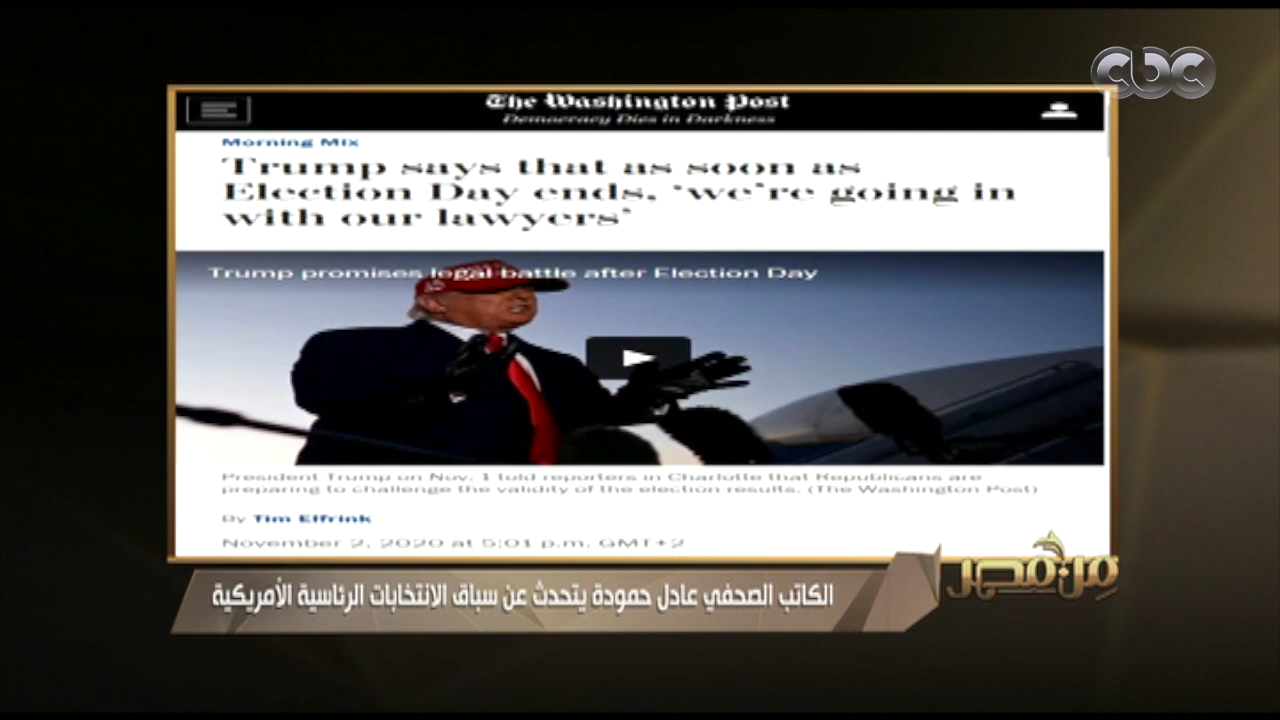 cbc
The Washington Post
Democracy Dies in Darkness
Morning Mix
Trump says that as soon as
Election Day ends, ‘we’re going in
with our lawyers’
Trump promises legal battle after Election Day
President Trump on Nov. 1 told reporters in Charlotte that Republicans are
preparing to challenge the validity of the election results. (The Washington Post)
By Tim Elfrink
November 2, 2020 at 5:01 p.m. GMT+2
من مصر
الكاتب الصحفي عادل حمودة يتحدث عن سباق الانتخابات الرئاسية الأمريكية